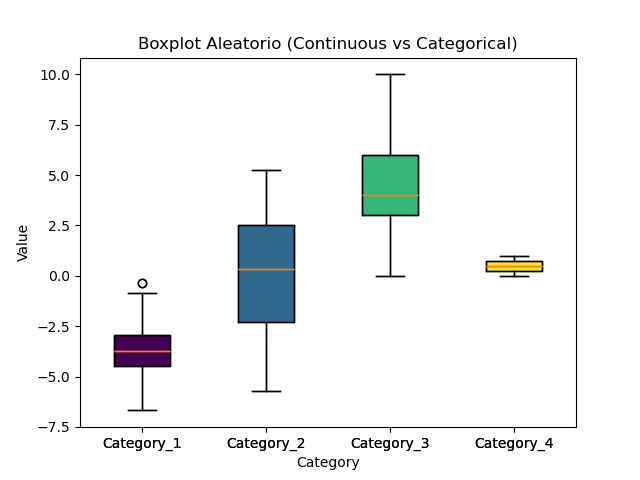 Boxplot Aleatorio (Continuous vs Categorical)
10.0
7.5
5.0
2.5
0.0
−2.5
−5.0
−7.5
Value
Category_1 Category_2 Category_3 Category_4
Category